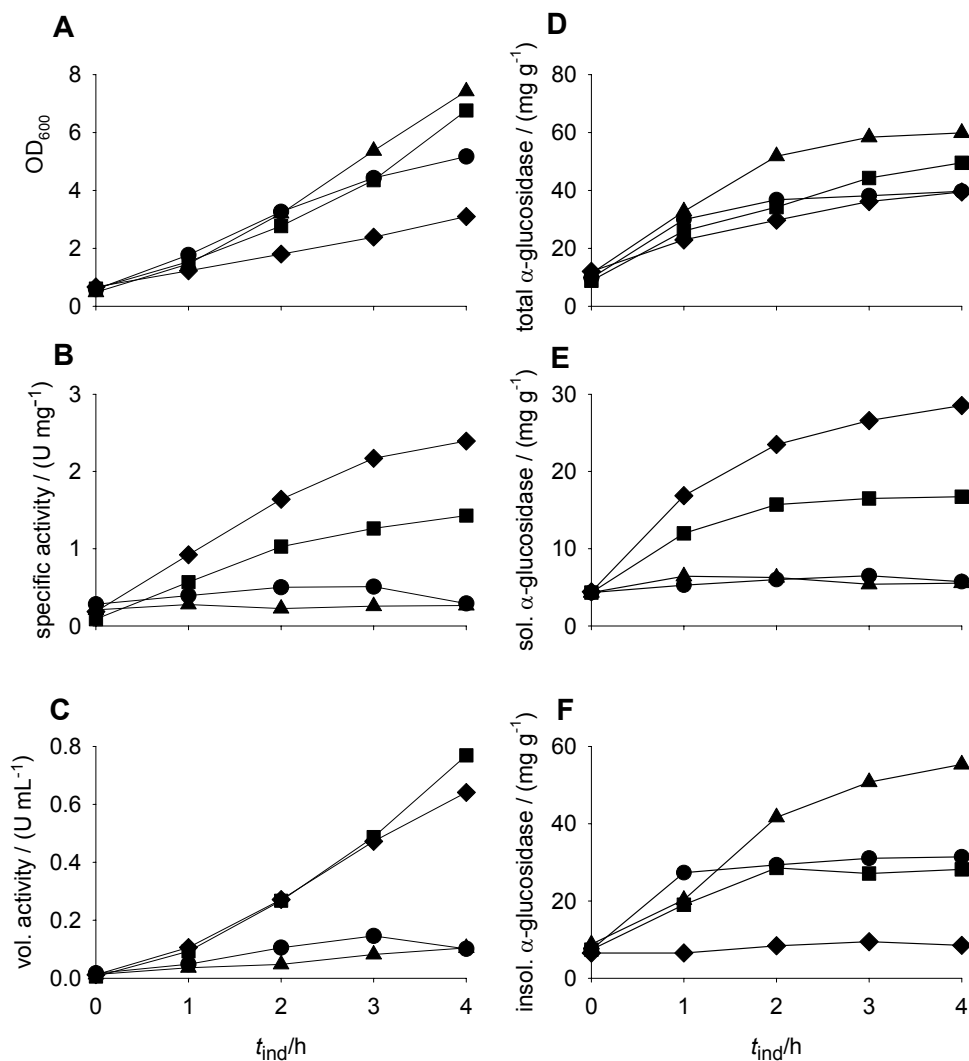 A
8
6
4
2
0
OD600
B
3
2
1
0
specific activity / (U mg⁻¹)
C
0.8
0.6
0.4
0.2
0.0
vol. activity / (U mL⁻¹)
0 1 2 3 4
tind/h
D
80
60
40
20
0
total α-glucosidase / (mg g⁻¹)
E
30
20
10
0
sol. α-glucosidase / (mg g⁻¹)
F
60
40
20
0
insol. α-glucosidase / (mg g⁻¹)
0 1 2 3 4
tind/h